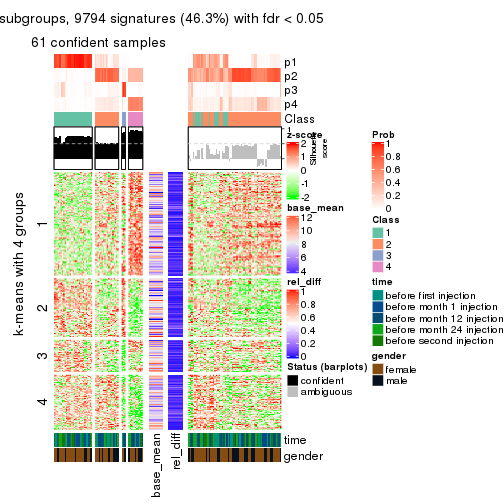 subgroups, 9794 signatures (46.3%) with fdr < 0.05
61 confident samples
p1
p2
p3
p4
Class
1
Silhouette
score
k-means with 4 groups
1
2
3
4
time
gender
base_mean
rel_diff
z-score
2
1
0
-1
-2
base_mean
12
10
8
6
4
rel_diff
1
0.8
0.6
0.4
0.2
0
Status (barplots)
confident
ambiguous
Prob
1
0.8
0.6
0.4
0.2
0
Class
1
2
3
4
time
before first injection
before month 1 injection
before month 12 injection
before month 24 injection
before second injection
gender
female
male